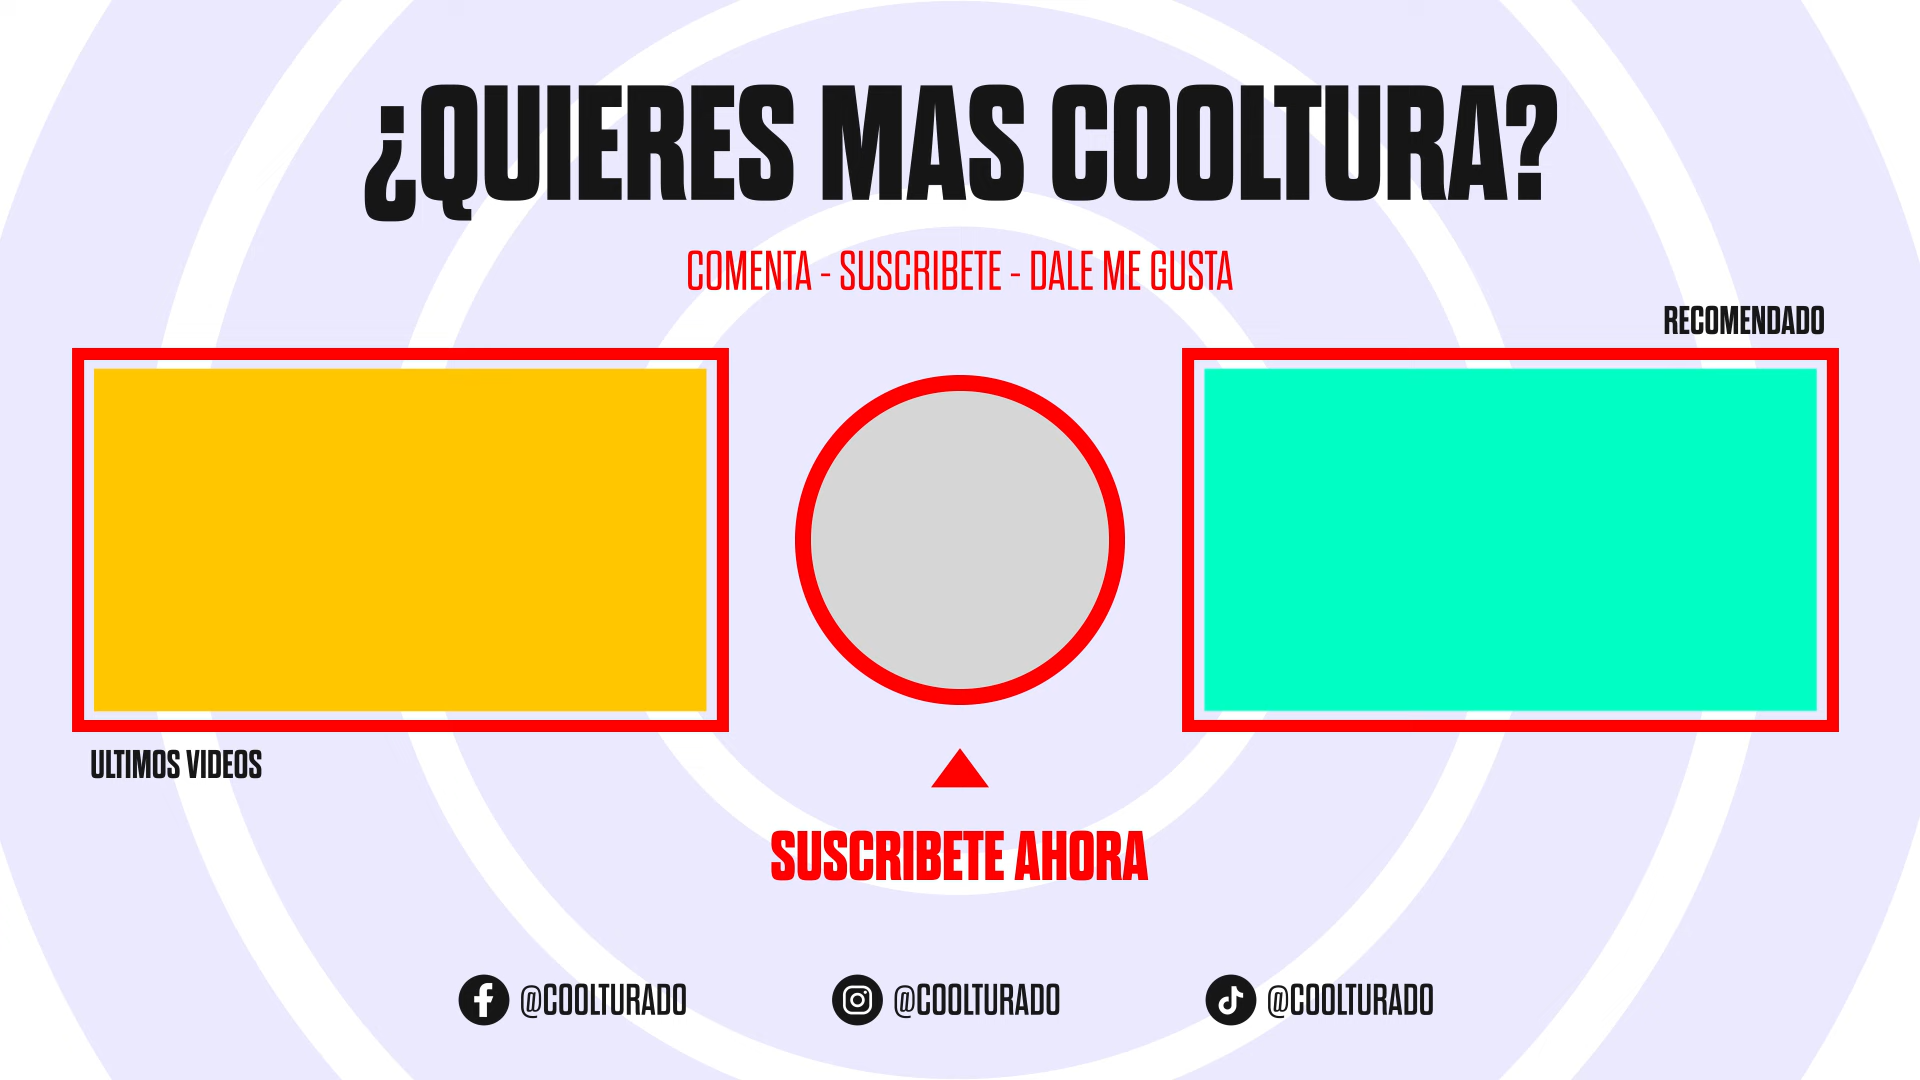 ¿QUIERES MAS COOLTURA?
COMENTA - SUSCRIBETE - DALE ME GUSTA
RECOMENDADO
ULTIMOS VIDEOS
SUSCRIBETE AHORA
@COOLTURADO
@COOLTURADO
@COOLTURADO